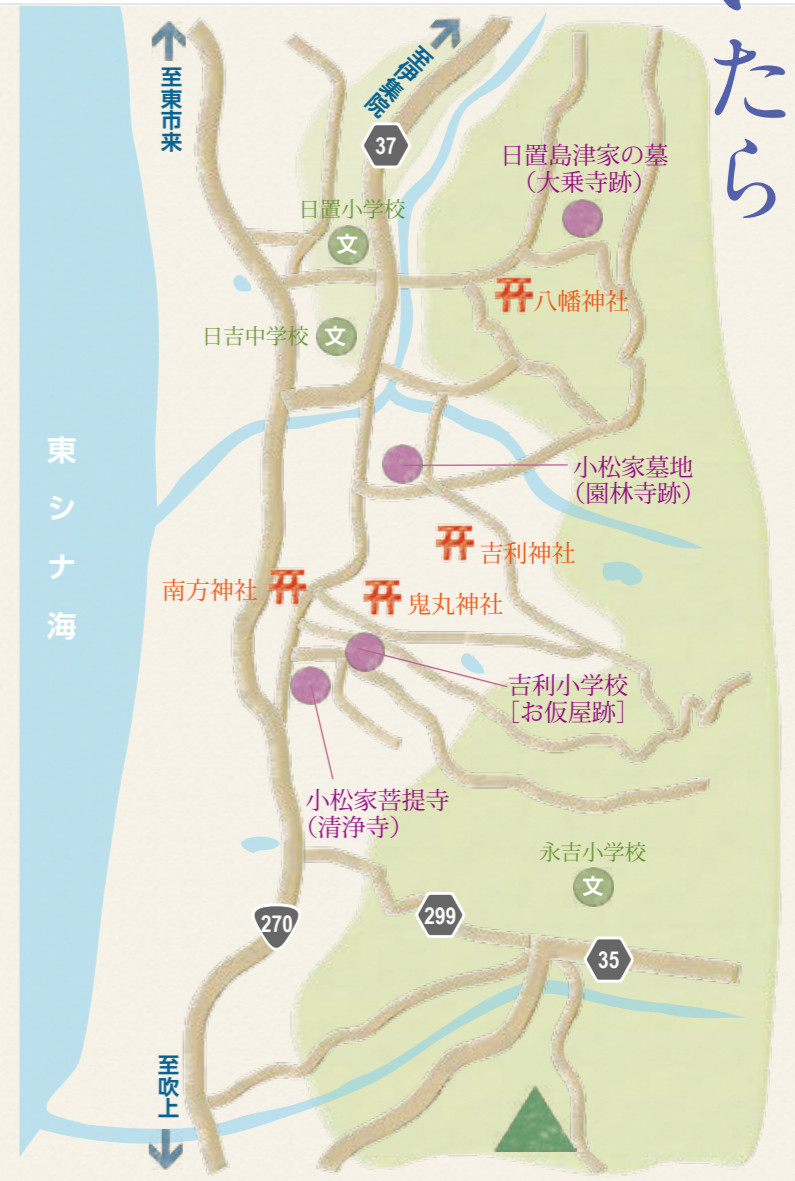 たら
至東市来
至伊集院
37
日置島津家の墓
（大乗寺跡）
日置小学校
文
八幡神社
日吉中学校
文
東シナ海
小松家墓地
（園林寺跡）
吉利神社
南方神社
鬼丸神社
吉利小学校
［お仮屋跡］
小松家菩提寺
（清浄寺）
永吉小学校
文
270
299
35
至吹上